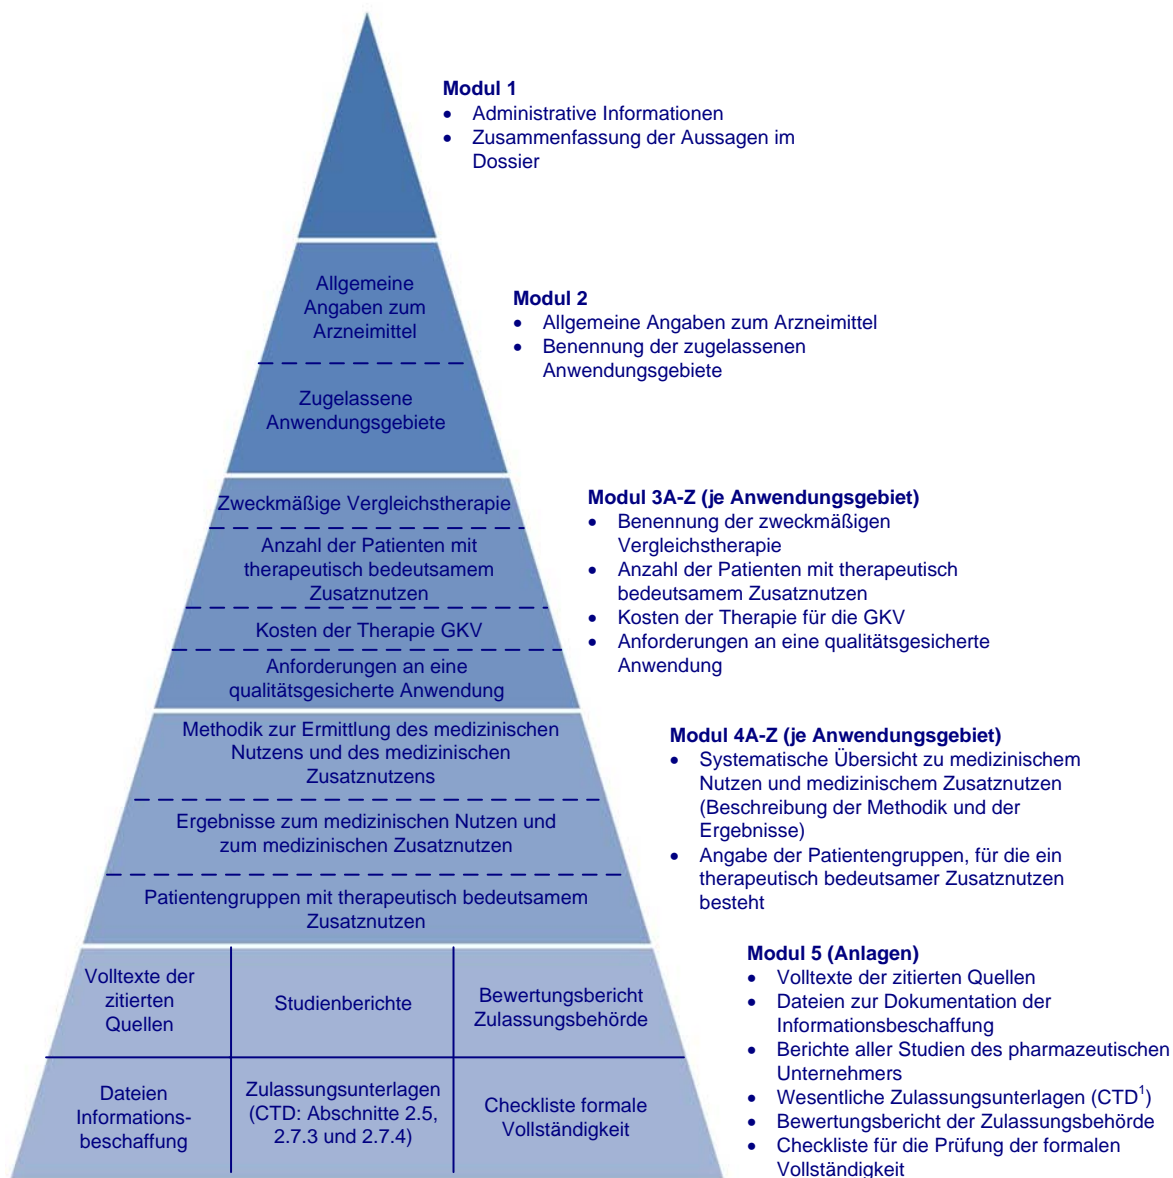 Modul 1
• Administrative Informationen
• Zusammenfassung der Aussagen im
Dossier
Allgemeine
Angaben zum
Arzneimittel
Zugelassene
Anwendungsgebiete
Modul 2
• Allgemeine Angaben zum Arzneimittel
• Benennung der zugelassenen
Anwendungsgebiete
Zweckmäßige Vergleichstherapie
Anzahl der Patienten mit
therapeutisch bedeutsamem
Zusatznutzen
Kosten der Therapie GKV
Anforderungen an eine
qualitätsgesicherte Anwendung
Modul 3A-Z (je Anwendungsgebiet)
• Benennung der zweckmäßigen
Vergleichstherapie
• Anzahl der Patienten mit therapeutisch
bedeutsamem Zusatznutzen
• Kosten der Therapie für die GKV
• Anforderungen an eine qualitätsgesicherte
Anwendung
Methodik zur Ermittlung des medizinischen
Nutzens und des medizinischen
Zusatznutzens
Ergebnisse zum medizinischen Nutzen und
zum medizinischen Zusatznutzen
Patientengruppen mit therapeutisch bedeutsamem
Zusatznutzen
Modul 4A-Z (je Anwendungsgebiet)
• Systematische Übersicht zu medizinischem
Nutzen und medizinischem Zusatznutzen
(Beschreibung der Methodik und der
Ergebnisse)
• Angabe der Patientengruppen, für die ein
therapeutisch bedeutsamer Zusatznutzen
besteht
Volltexte der
zitierten
Quellen
Studienberichte
Bewertungsbericht
Zulassungsbehörde
Dateien
Informations-
beschaffung
Zulassungsunterlagen
(CTD: Abschnitte 2.5,
2.7.3 und 2.7.4)
Checkliste formale
Vollständigkeit
Modul 5 (Anlagen)
• Volltexte der zitierten Quellen
• Dateien zur Dokumentation der
Informationsbeschaffung
• Berichte aller Studien des pharmazeutischen
Unternehmers
• Wesentliche Zulassungsunterlagen (CTD¹)
• Bewertungsbericht der Zulassungsbehörde
• Checkliste für die Prüfung der formalen
Vollständigkeit